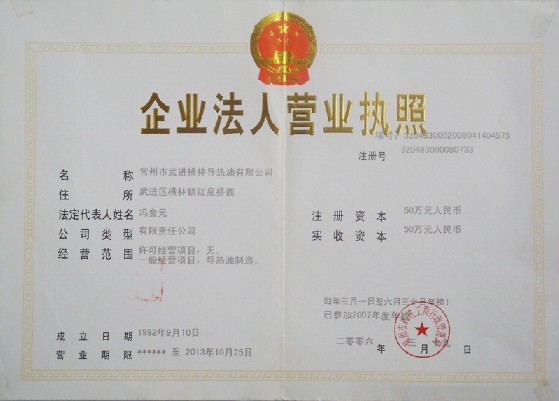 企业法人营业执照
编号：320483000200804140457S
注册号 320483000080733
名称 常州市武进横林导热油有限公司
住所 武进区横林镇红星桥圆
法定代表人姓名 冯金元
公司类型 有限责任公司
经营范围 许可经营项目：无。
一般经营项目：导热油制造。
注册资本 50万元人民币
实收资本 50万元人民币
成立日期 1992年9月10日
营业期限 ****** 至 2013年10月25日
每年三月一日至六月三十日年检！
已参加2007年度年检
二〇〇六年 月 日